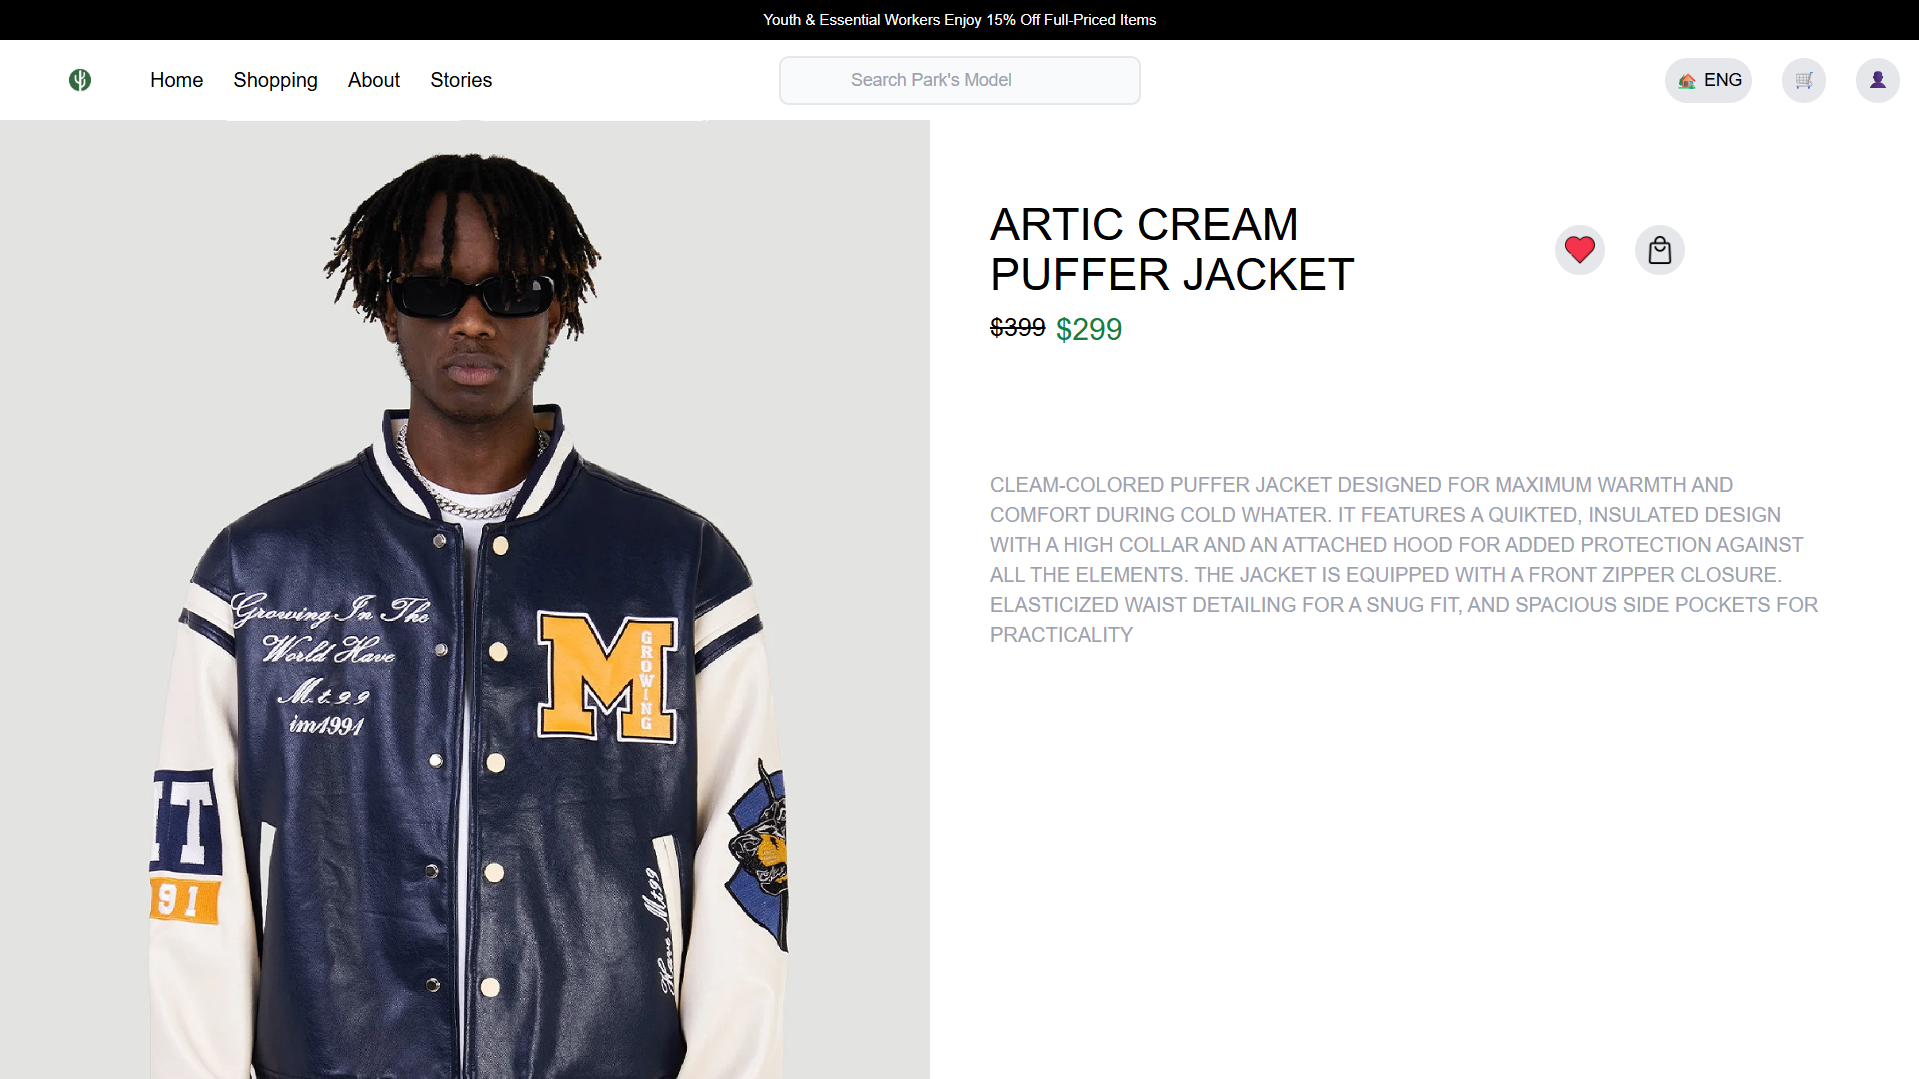 Youth & Essential Workers Enjoy 15% Off Full-Priced Items
Home Shopping About Stories
Search Park's Model
ENG
ARTIC CREAM
PUFFER JACKET
$399 $299
CLEAM-COLORED PUFFER JACKET DESIGNED FOR MAXIMUM WARMTH AND
COMFORT DURING COLD WHATER. IT FEATURES A QUIKTED, INSULATED DESIGN
WITH A HIGH COLLAR AND AN ATTACHED HOOD FOR ADDED PROTECTION AGAINST
ALL THE ELEMENTS. THE JACKET IS EQUIPPED WITH A FRONT ZIPPER CLOSURE.
ELASTICIZED WAIST DETAILING FOR A SNUG FIT, AND SPACIOUS SIDE POCKETS FOR
PRACTICALITY
Growing In The
World Have
M.t.99
im1991
M
GROWING
IT
91
Have Mt99